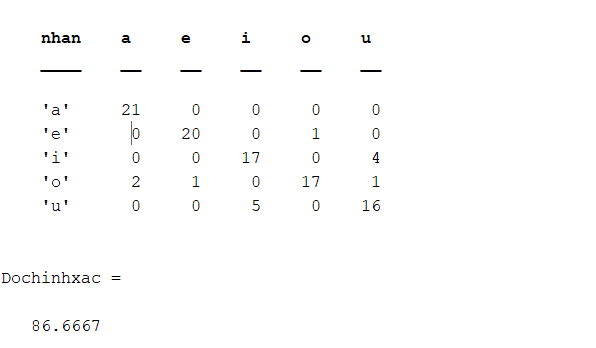 nhan a e i o u
'a' 21 0 0 0 0
'e' 0 20 0 1 0
'i' 0 0 17 0 4
'o' 2 1 0 17 1
'u' 0 0 5 0 16
Dochinhxac =
86.6667